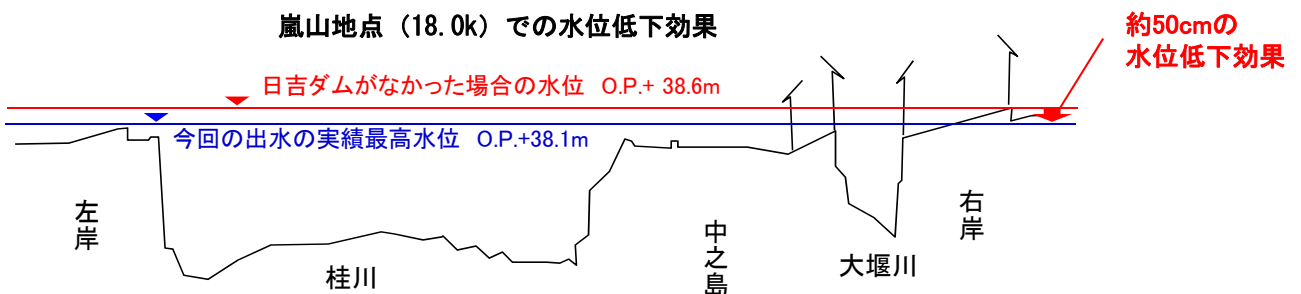 嵐山地点（18.0k）での水位低下効果
約50cmの
水位低下効果
日吉ダムがなかった場合の水位　O.P.+ 38.6m
今回の出水の実績最高水位　O.P.+38.1m
左岸
桂川
中之島
大堰川
右岸